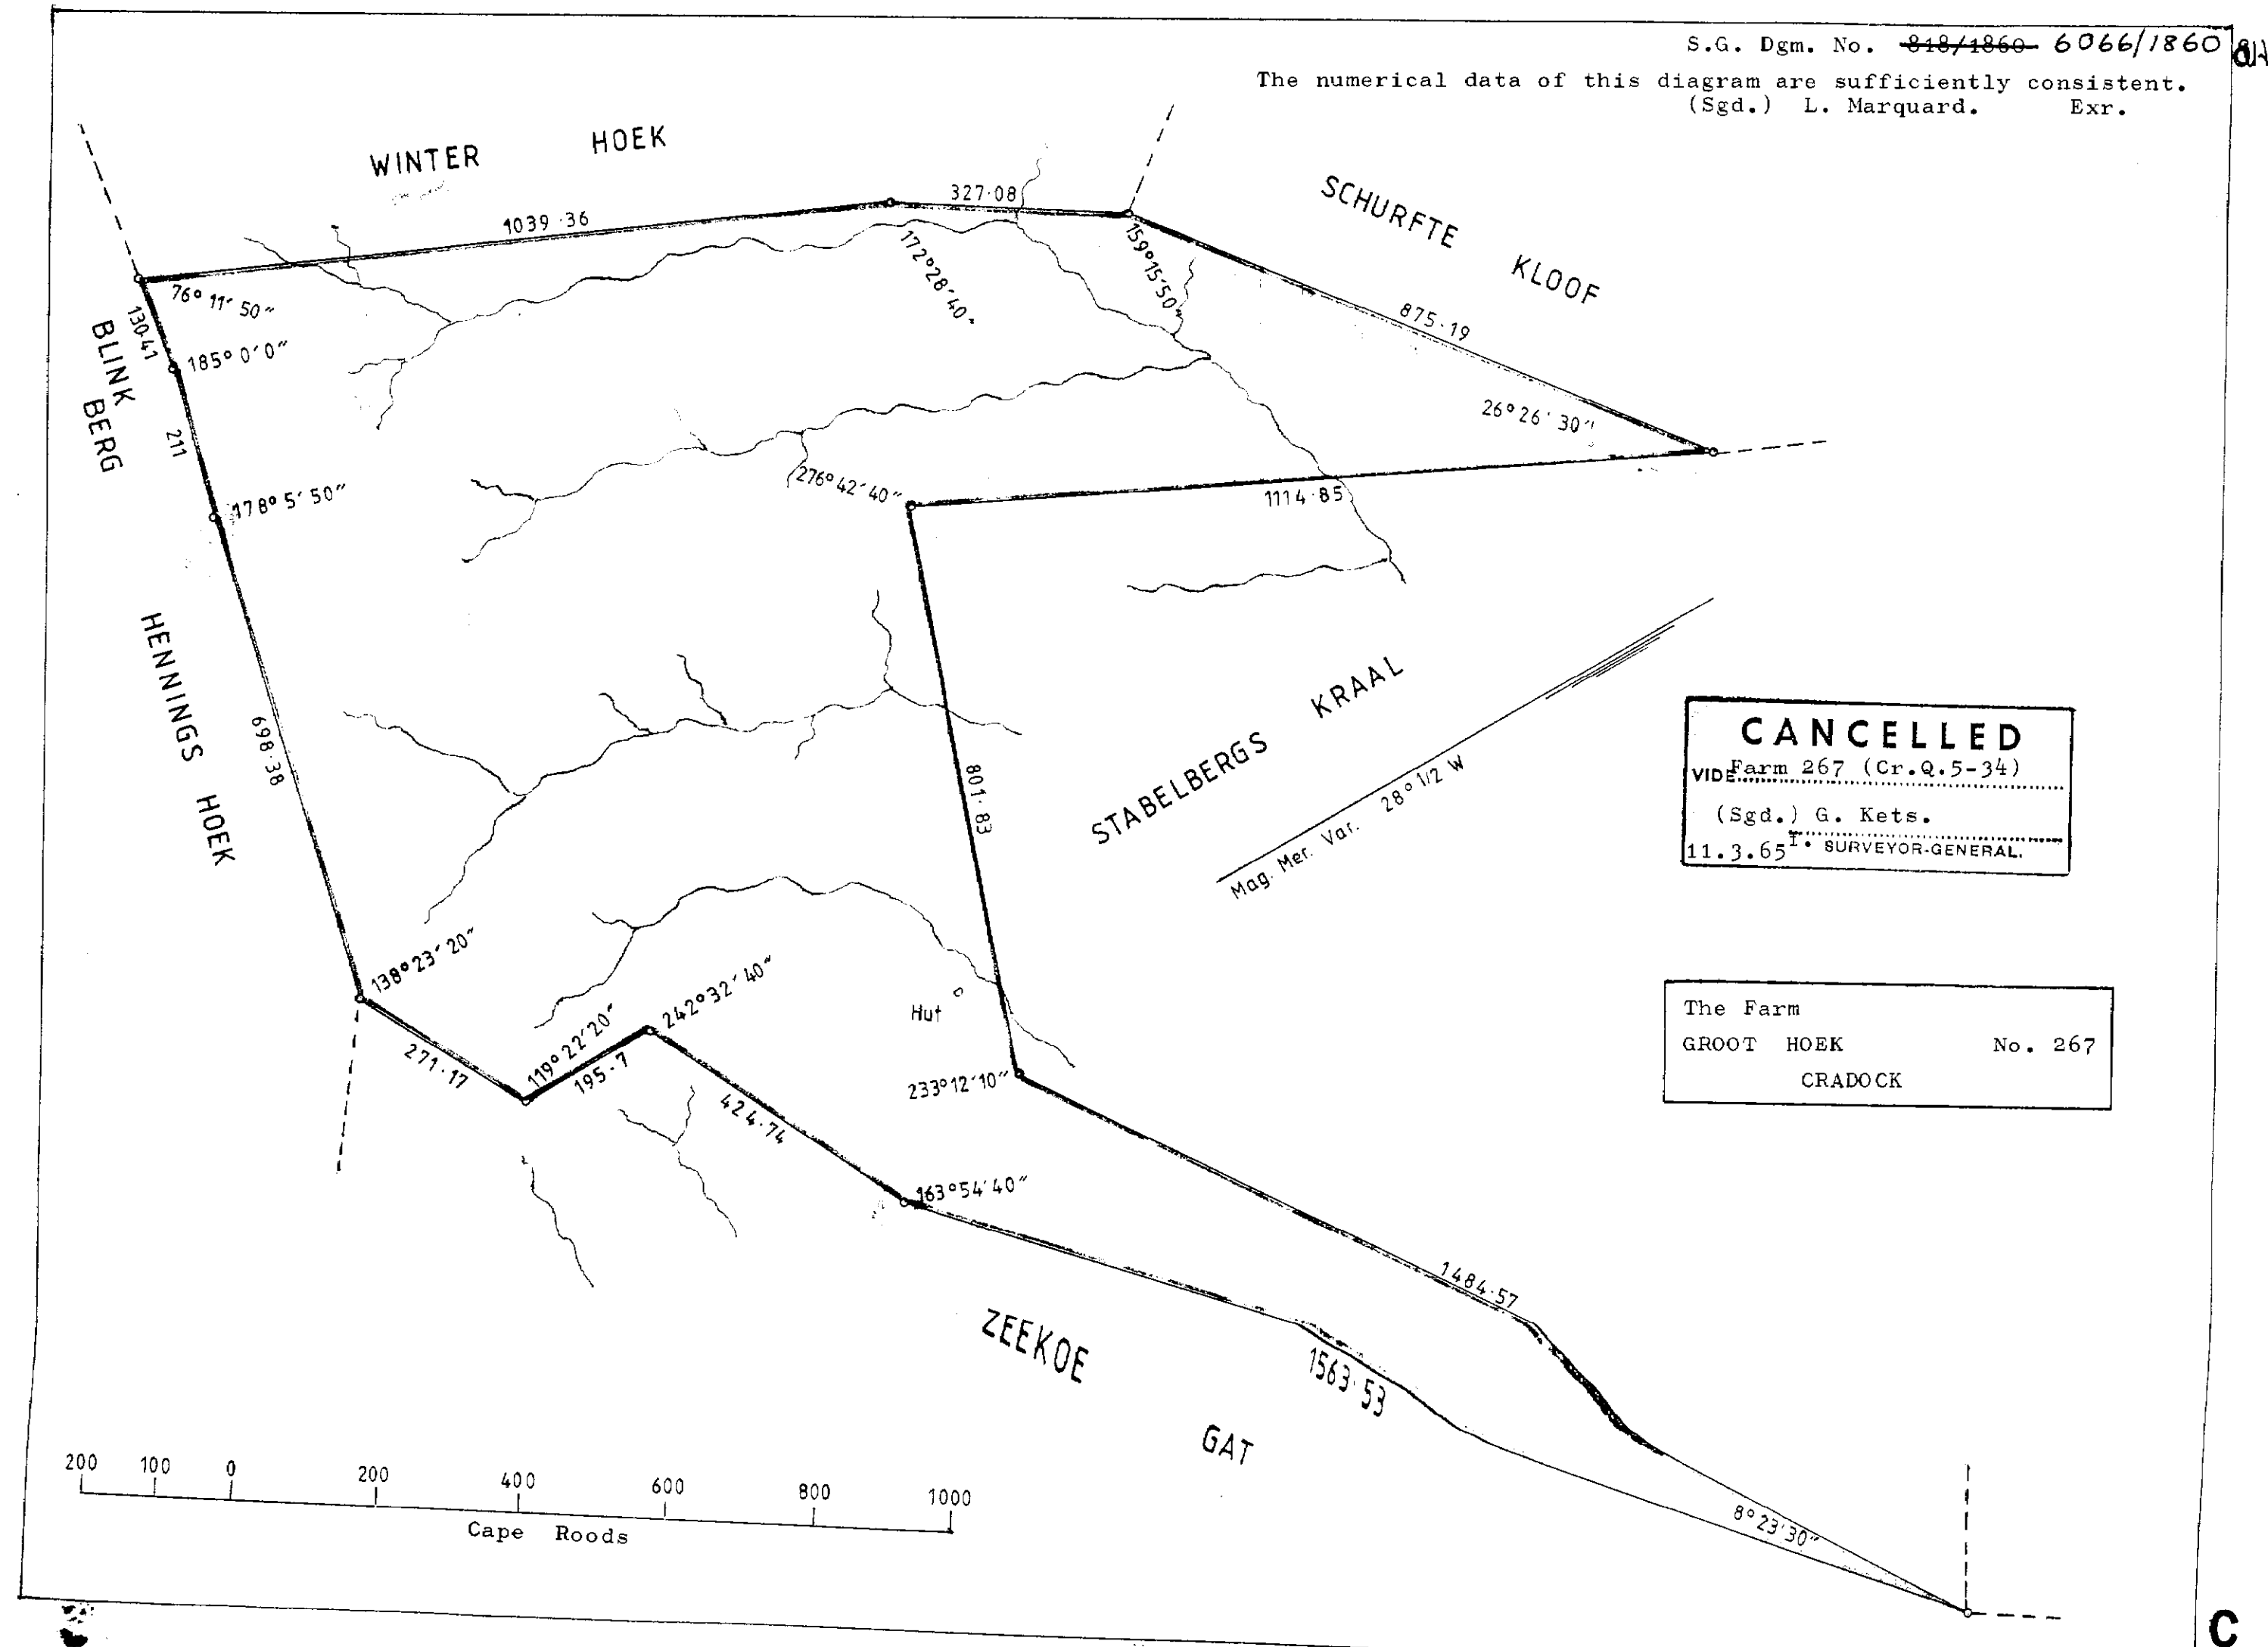 S.G. Dgm. No. 818/1860 6066/1860
The numerical data of this diagram are sufficiently consistent.
(Sgd.) L. Marquard. Exr.
WINTER HOEK
SCHURFTE KLOOF
1039·36
327·08
172°28'40"
159°15'50"
875·19
26°26'30"
76°11'50"
130·41
185°0'0"
BLINK
BERG
211
178°5'50"
276°42'40"
1114·85
HENNINGS HOEK
698·38
801·83
STABELBERGS KRAAL
Mag. Mer. Var. 28° 1/2 W
CANCELLED
VIDE Farm 267 (Cr.Q.5-34)
(Sgd.) G. Kets.
11.3.65 SURVEYOR-GENERAL.
138°23'20"
271·17
119°22'20"
195·7
242°32'40"
424·74
Hut
233°12'10"
163°54'40"
The Farm
GROOT HOEK No. 267
CRADOCK
1484·57
1563·53
ZEEKOE
GAT
8°23'30"
200 100 0 200 400 600 800 1000
Cape Roods
C